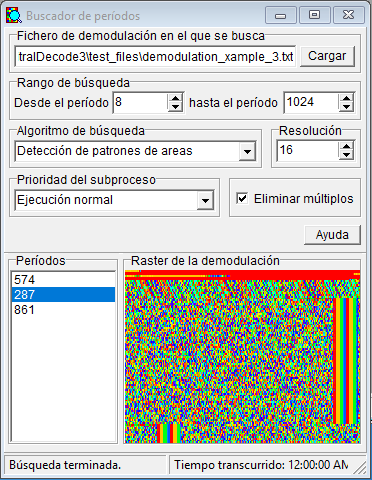 Buscador de períodos
Fichero de demodulación en el que se busca
tralDecode3\test_files\demodulation_xample_3.txt
Cargar
Rango de búsqueda
Desde el período 8 hasta el período 1024
Algoritmo de búsqueda
Detección de patrones de areas
Resolución
16
Prioridad del subproceso
Ejecución normal
Eliminar múltiplos
Ayuda
Períodos
574
287
861
Raster de la demodulación
Búsqueda terminada.
Tiempo transcurrido: 12:00:00 AM